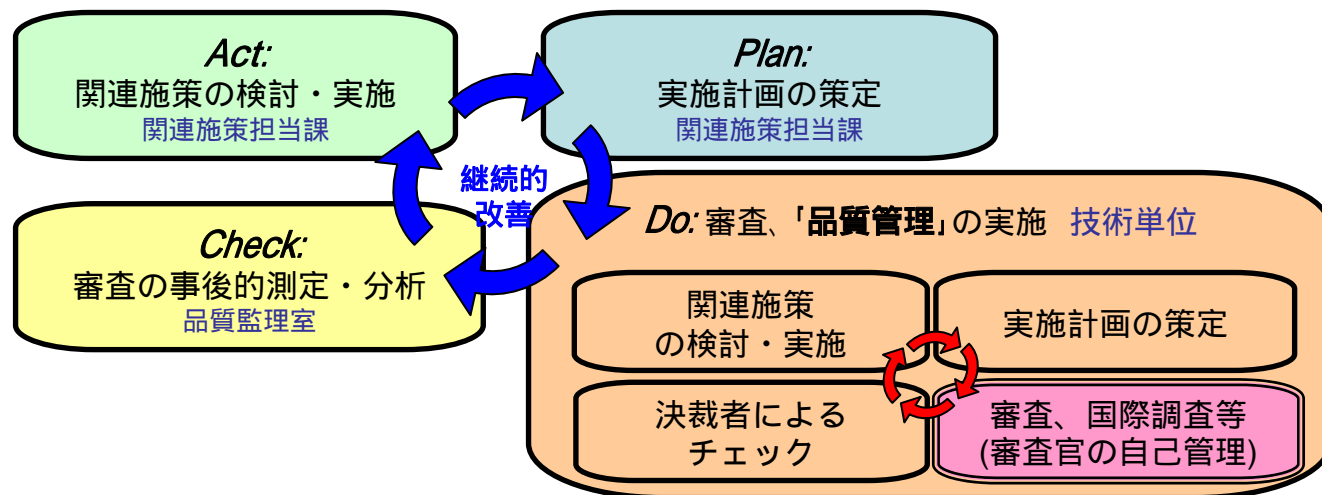 Act:
関連施策の検討・実施
関連施策担当課
Plan:
実施計画の策定
関連施策担当課
継続的
改善
Check:
審査の事後的測定・分析
品質監理室
Do: 審査、「品質管理」の実施 技術単位
関連施策
の検討・実施
実施計画の策定
決裁者による
チェック
審査、国際調査等
(審査官の自己管理)